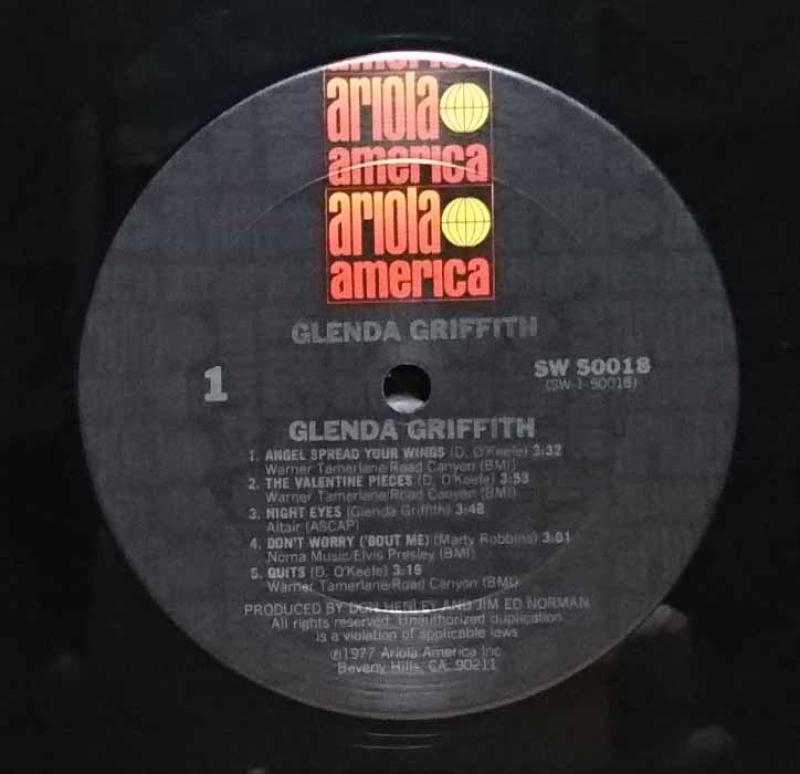 america
ariola
america
ariola
america
GLENDA GRIFFITH
1
SW 50018
(SW-1-50018)
GLENDA GRIFFITH
1. ANGEL SPREAD YOUR WINGS (D. O'Keefe) 3:32
Warner Tamerlane/Road Canyon (BMI)
2. THE VALENTINE PIECES (D. O'Keefe) 3:53
Warner Tamerlane/Road Canyon (BMI)
3. NIGHT EYES (Glenda Griffith) 3:48
Altair (ASCAP)
4. DON'T WORRY ('BOUT ME) (Marty Robbins) 3:01
Noma Music/Elvis Presley (BMI)
5. QUITS (D. O'Keefe) 3:16
Warner Tamerlane/Road Canyon (BMI)
PRODUCED BY DON HENLEY AND JIM ED NORMAN
All rights reserved. Unauthorized duplication
is a violation of applicable laws
℗1977 Ariola America Inc
Beverly Hills, CA. 90211